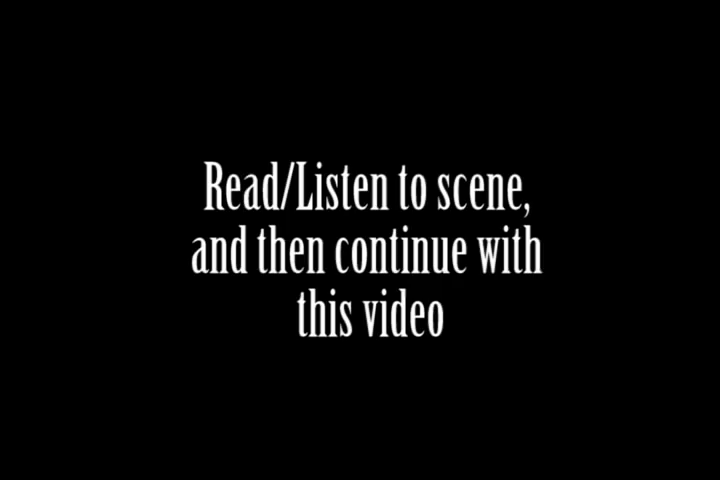 Read/Listen to scene,
and then continue with
this video